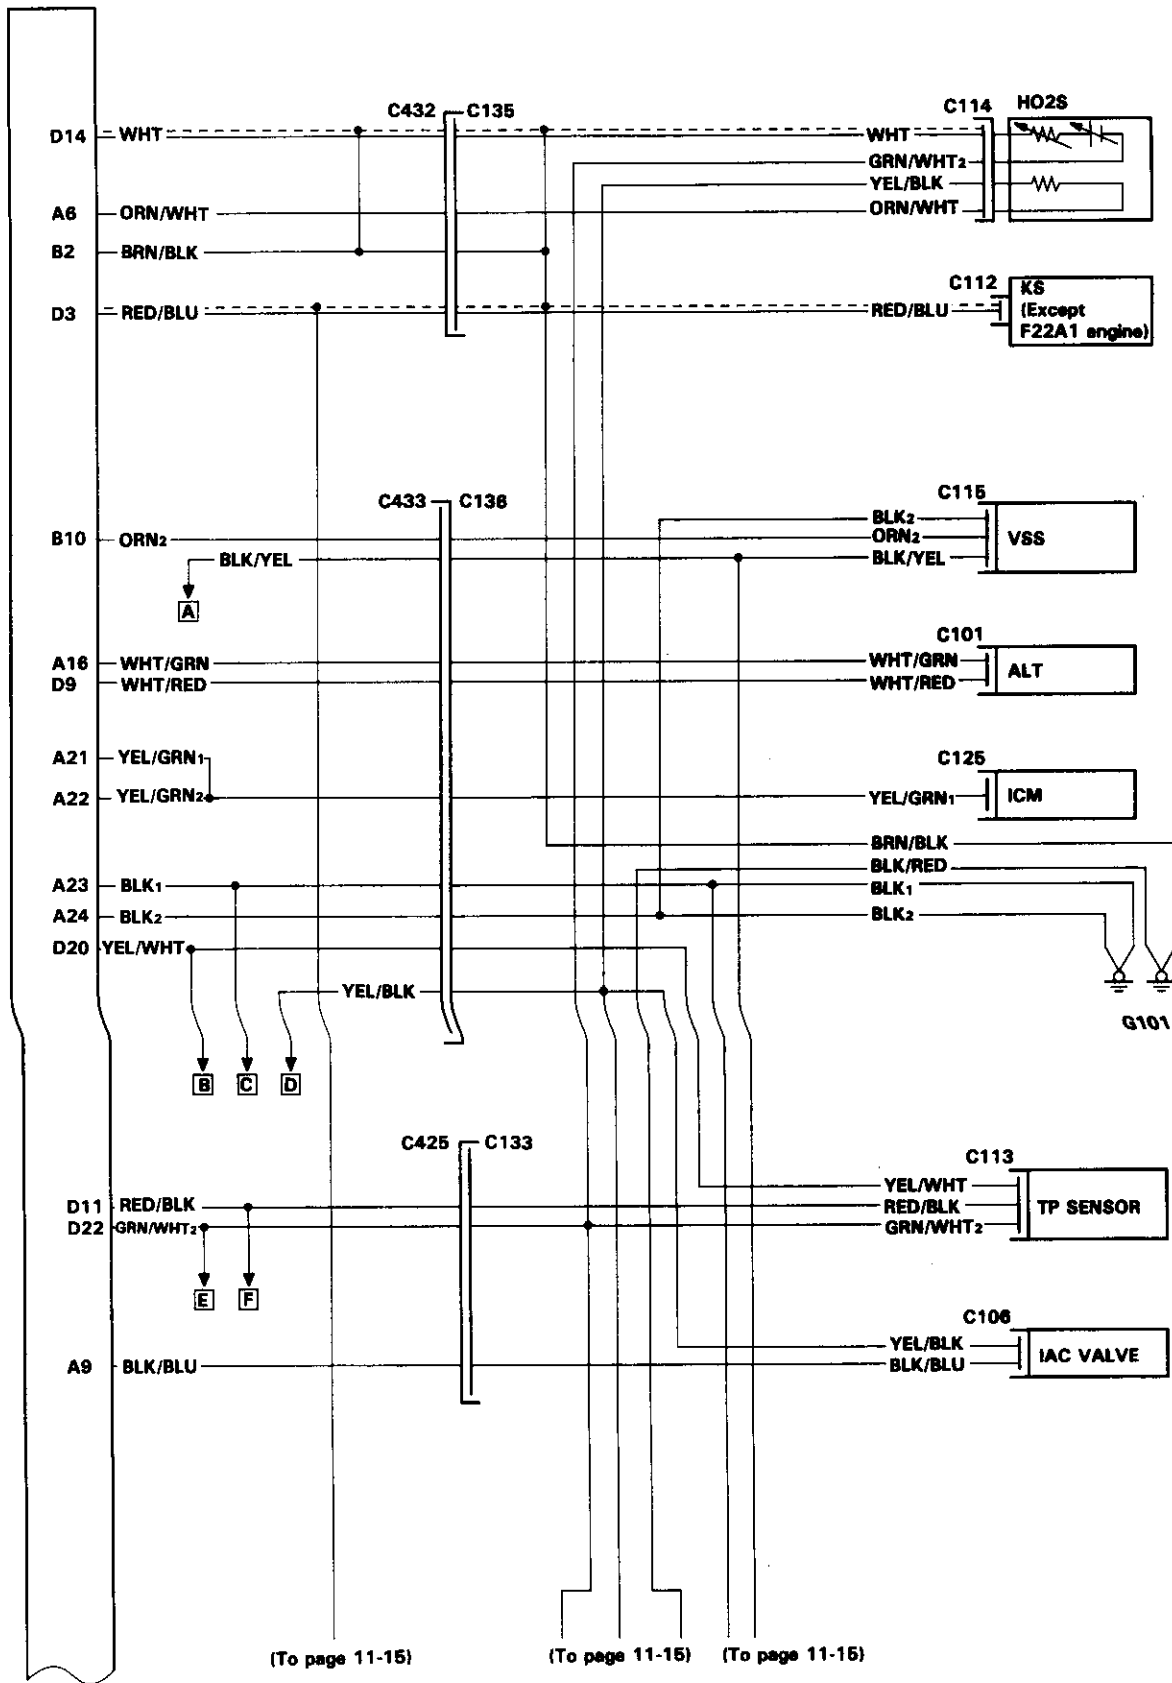 C432 C135 C114 HO2S
D14 WHT WHT
GRN/WHT2
YEL/BLK
A6 ORN/WHT ORN/WHT
B2 BRN/BLK
C112 KS
D3 RED/BLU RED/BLU (Except
F22A1 engine)
C433 C136 C115
BLK2
B10 ORN2 ORN2 VSS
BLK/YEL BLK/YEL
A
C101
A16 WHT/GRN WHT/GRN
ALT
D9 WHT/RED WHT/RED
A21 YEL/GRN1 C125
A22 YEL/GRN2 YEL/GRN1 ICM
BRN/BLK
BLK/RED
A23 BLK1 BLK1
A24 BLK2 BLK2
D20 YEL/WHT
YEL/BLK
G101
B C D
C425 C133 C113
YEL/WHT
D11 RED/BLK RED/BLK TP SENSOR
D22 GRN/WHT2 GRN/WHT2
E F
C106
YEL/BLK
IAC VALVE
A9 BLK/BLU BLK/BLU
(To page 11-15) (To page 11-15) (To page 11-15)